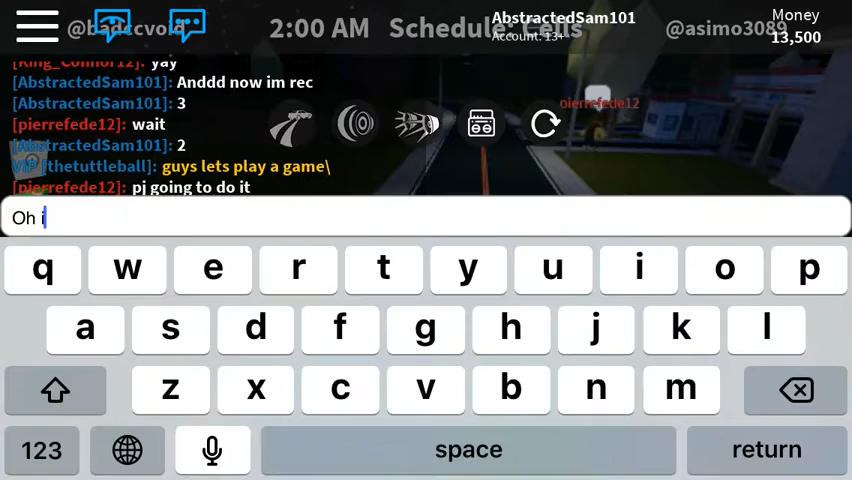 @badccvoid 2:00 AM Schedule: Cells @asimo3089
AbstractedSam101
Account: 13+
Money
13,500
[King_Connor12]: yay
[AbstractedSam101]: Anddd now im rec
[AbstractedSam101]: 3
[pierrefede12]: wait
[AbstractedSam101]: 2
VIP [thetuttleball]: guys lets play a game\
[pierrefede12]: pj going to do it
pierrefede12
Oh i
q w e r t y u i o p
a s d f g h j k l
z x c v b n m
123 space return